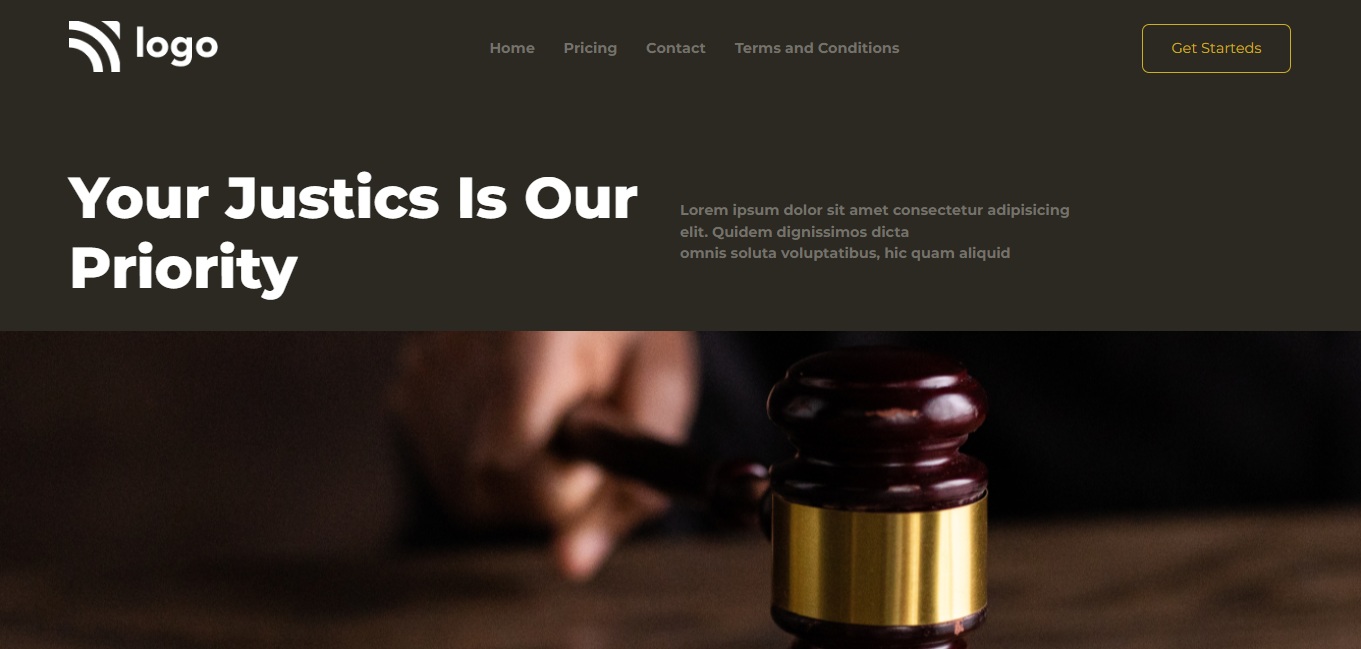 logo
Home Pricing Contact Terms and Conditions
Get Starteds
Your Justics Is Our
Priority
Lorem ipsum dolor sit amet consectetur adipisicing
elit. Quidem dignissimos dicta
omnis soluta voluptatibus, hic quam aliquid